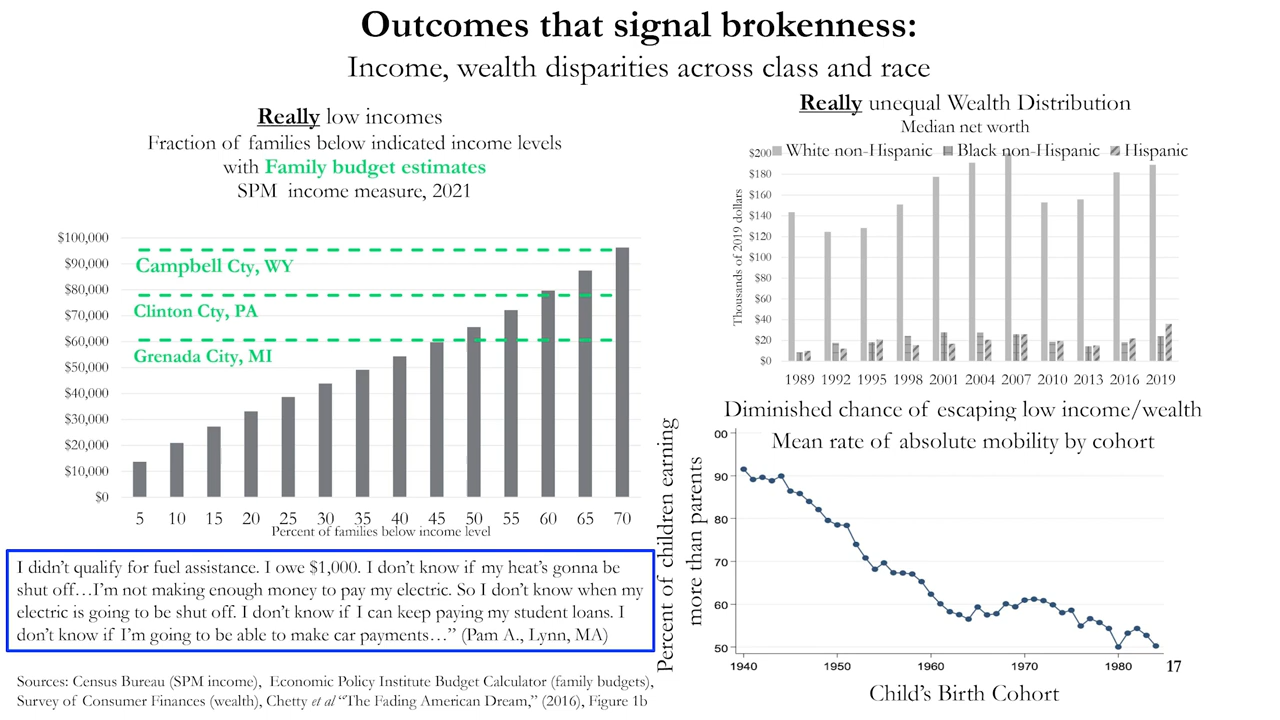 Outcomes that signal brokenness:
Income, wealth disparities across class and race
Really low incomes
Fraction of families below indicated income levels
with Family budget estimates
SPM income measure, 2021
$100,000
$90,000
$80,000
$70,000
$60,000
$50,000
$40,000
$30,000
$20,000
$10,000
$0
Campbell Cty, WY
Clinton Cty, PA
Grenada City, MI
5 10 15 20 25 30 35 40 45 50 55 60 65 70
Percent of families below income level
I didn't qualify for fuel assistance. I owe $1,000. I don't know if my heat's gonna be
shut off…I'm not making enough money to pay my electric. So I don't know when my
electric is going to be shut off. I don't know if I can keep paying my student loans. I
don't know if I'm going to be able to make car payments…" (Pam A., Lynn, MA)
Sources: Census Bureau (SPM income), Economic Policy Institute Budget Calculator (family budgets),
Survey of Consumer Finances (wealth), Chetty et al "The Fading American Dream," (2016), Figure 1b
Really unequal Wealth Distribution
Median net worth
White non-Hispanic Black non-Hispanic Hispanic
Thousands of 2019 dollars
$200
$180
$160
$140
$120
$100
$80
$60
$40
$20
$0
1989 1992 1995 1998 2001 2004 2007 2010 2013 2016 2019
Diminished chance of escaping low income/wealth
Mean rate of absolute mobility by cohort
Percent of children earning
more than parents
00
90
80
70
60
50
1940 1950 1960 1970 1980
Child's Birth Cohort
17